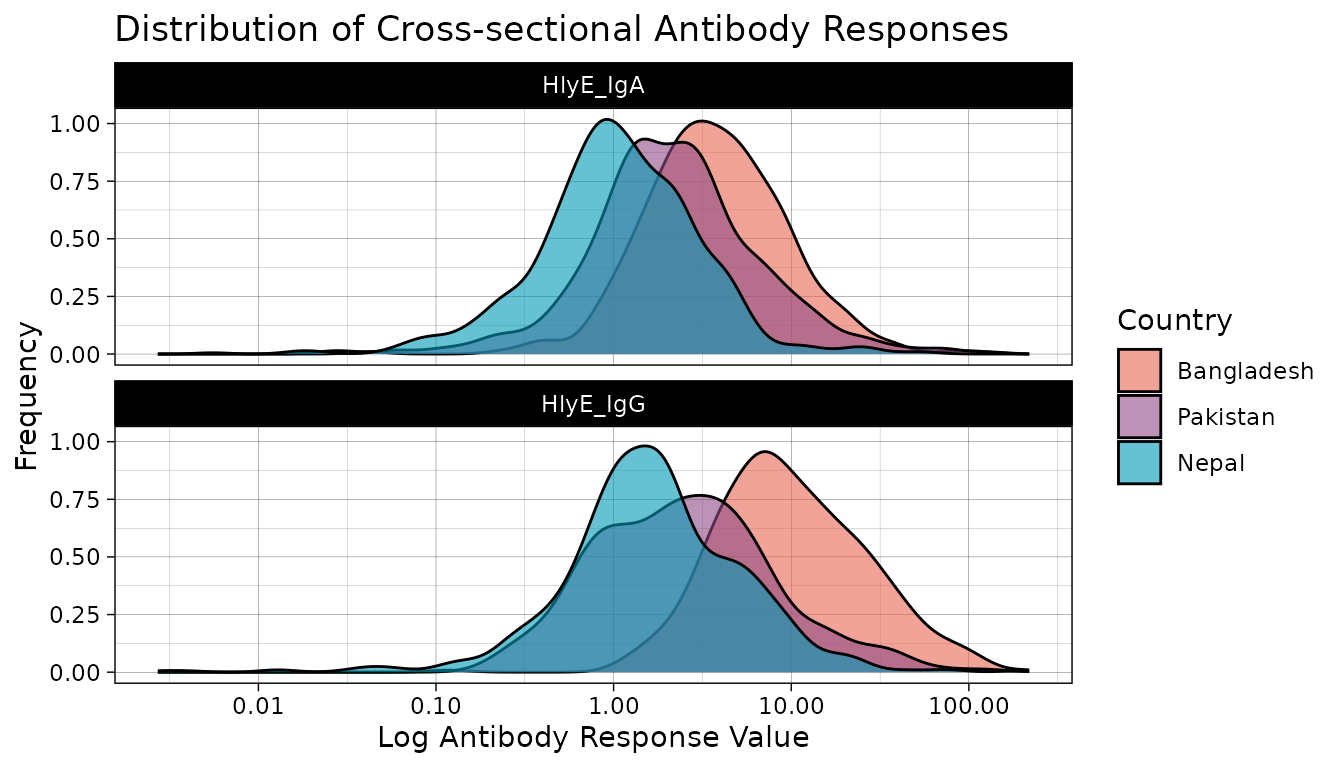 Distribution of Cross-sectional Antibody Responses
HlyE_IgA
1.00
0.75
0.50
0.25
0.00
HlyE_IgG
1.00
0.75
0.50
0.25
0.00
0.01 0.10 1.00 10.00 100.00
Log Antibody Response Value
Frequency
Country
Bangladesh
Pakistan
Nepal